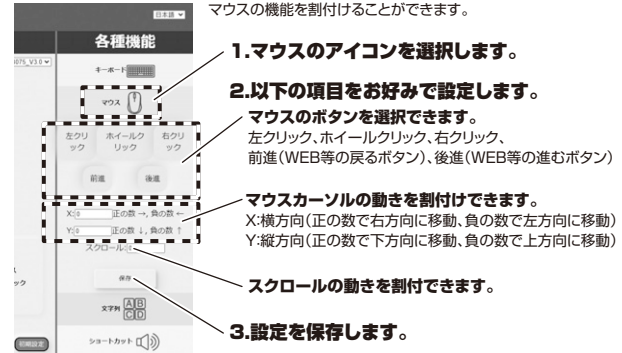 マウスの機能を割付けることができます。
日本語
各種機能
075_V3.0
キーボード
マウス
左クリ
ック
ホイールク
リック
右クリ
ック
前進
後進
X:0 正の数 →, 負の数 ←
Y:0 正の数 ↓, 負の数 ↑
スクロール:0
ック
保存
文字列
AB
CD
初期設定
ショートカット
1.マウスのアイコンを選択します。
2.以下の項目をお好みで設定します。
マウスのボタンを選択できます。
左クリック、ホイールクリック、右クリック、
前進(WEB等の戻るボタン)、後進(WEB等の進むボタン)
マウスカーソルの動きを割付けできます。
X:横方向(正の数で右方向に移動、負の数で左方向に移動)
Y:縦方向(正の数で下方向に移動、負の数で上方向に移動)
スクロールの動きを割付できます。
3.設定を保存します。